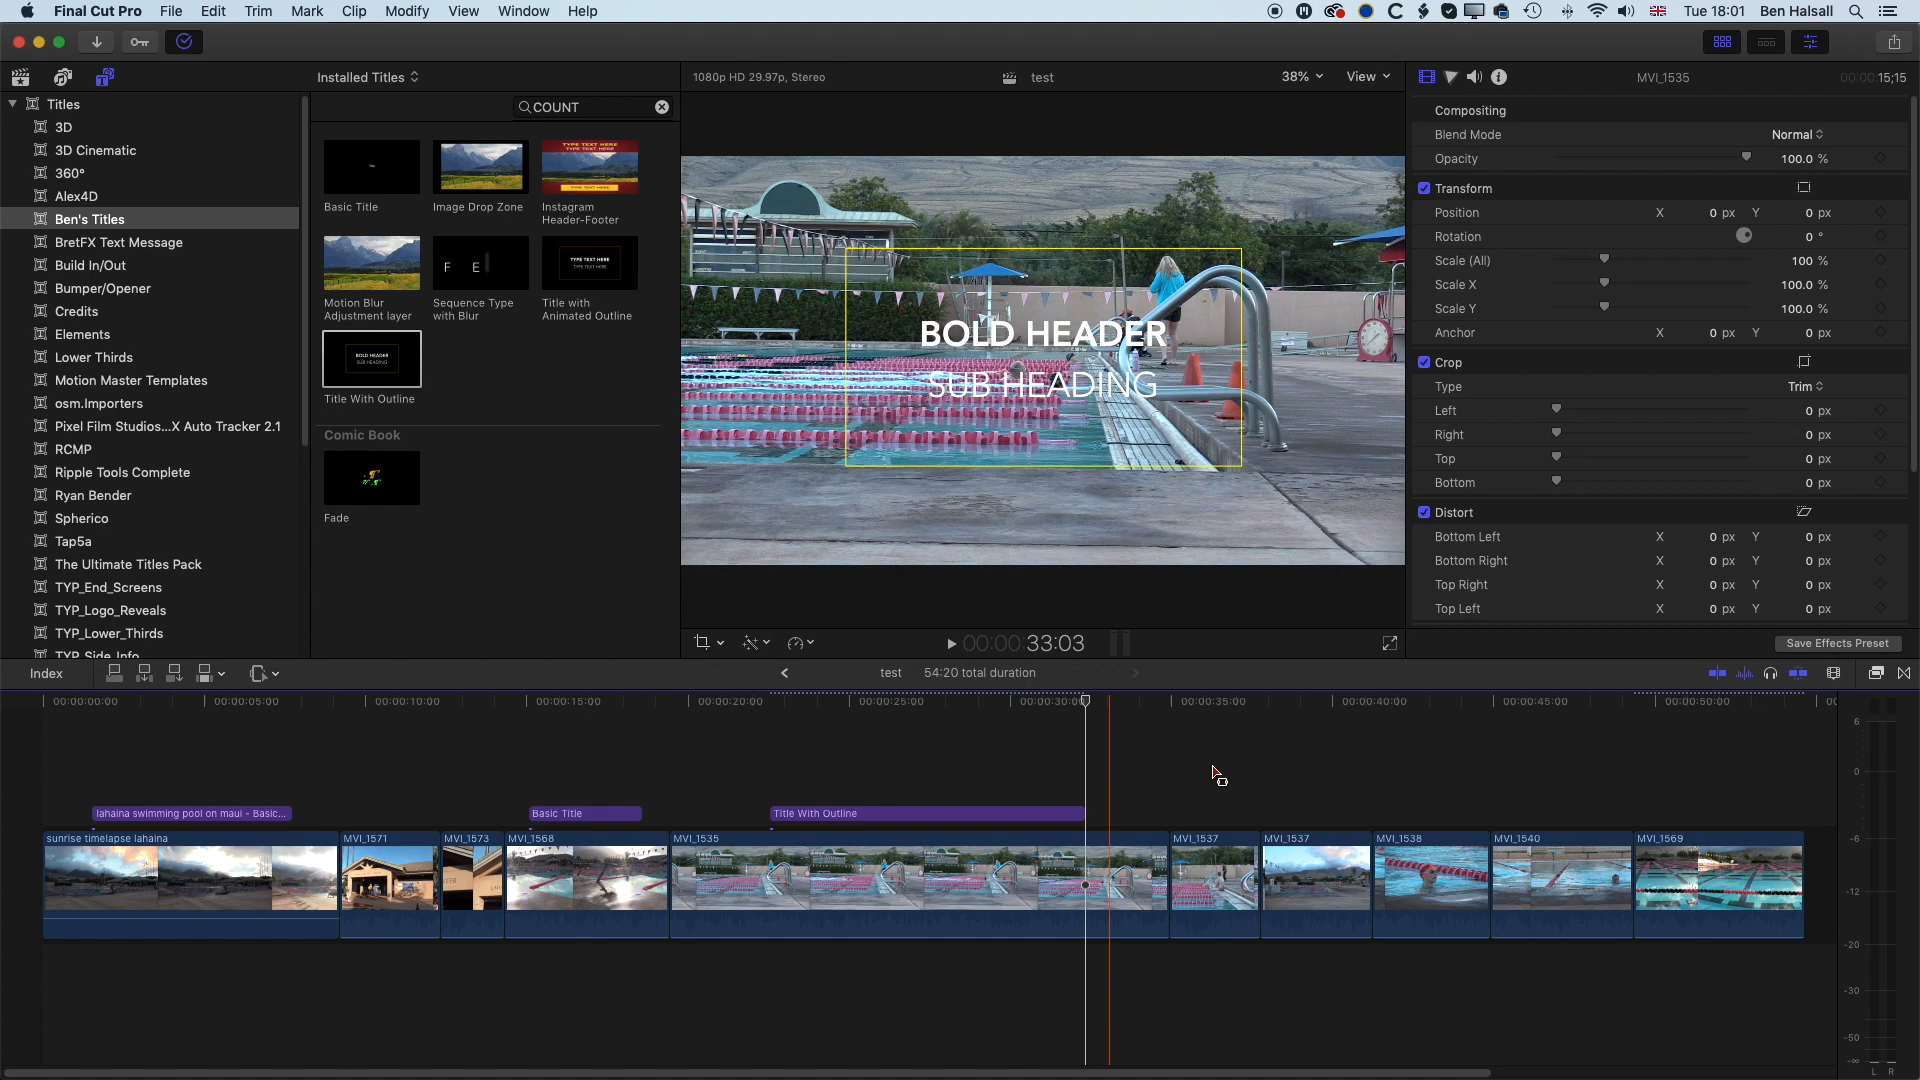 Final Cut Pro File Edit Trim Mark Clip Modify View Window Help
Tue 18:01 Ben Halsall
Installed Titles
1080p HD 29.97p, Stereo
test
38% View
MVI_1535
00:00:00:15;15
Titles
3D
3D Cinematic
360°
Alex4D
Ben's Titles
BretFX Text Message
Build In/Out
Bumper/Opener
Credits
Elements
Lower Thirds
Motion Master Templates
osm.Importers
Pixel Film Studios...X Auto Tracker 2.1
RCMP
Ripple Tools Complete
Ryan Bender
Spherico
Tap5a
The Ultimate Titles Pack
TYP_End_Screens
TYP_Logo_Reveals
TYP_Lower_Thirds
TYP_Side_Info
COUNT
Title
TYPE TEXT HERE
TYPE TEXT HERE
TYPE TEXT HERE
Basic Title
Image Drop Zone
Instagram
Header-Footer
F E
TYPE TEXT HERE
TYPE TEXT HERE
Motion Blur
Adjustment layer
Sequence Type
with Blur
Title with
Animated Outline
BOLD HEADER
SUB HEADING
Title With Outline
Comic Book
Fade
BOLD HEADER
SUB HEADING
00:00:00:33:03
Compositing
Blend Mode Normal
Opacity 100.0 %
Transform
Position X 0 px Y 0 px
Rotation 0 °
Scale (All) 100 %
Scale X 100.0 %
Scale Y 100.0 %
Anchor X 0 px Y 0 px
Crop
Type Trim
Left 0 px
Right 0 px
Top 0 px
Bottom 0 px
Distort
Bottom Left X 0 px Y 0 px
Bottom Right X 0 px Y 0 px
Top Right X 0 px Y 0 px
Top Left X 0 px Y 0 px
Save Effects Preset
Index
test 54:20 total duration
00:00:00:00 00:00:05:00 00:00:10:00 00:00:15:00 00:00:20:00 00:00:25:00 00:00:30:00 00:00:35:00 00:00:40:00 00:00:45:00 00:00:50:00
lahaina swimming pool on maui - Basic...
Basic Title
Title With Outline
sunrise timelapse lahaina
MVI_1571
MVI_1573
MVI_1568
MVI_1535
MVI_1537
MVI_1537
MVI_1538
MVI_1540
MVI_1569
6
0
-6
-12
-20
-30
-50
-∞
L R